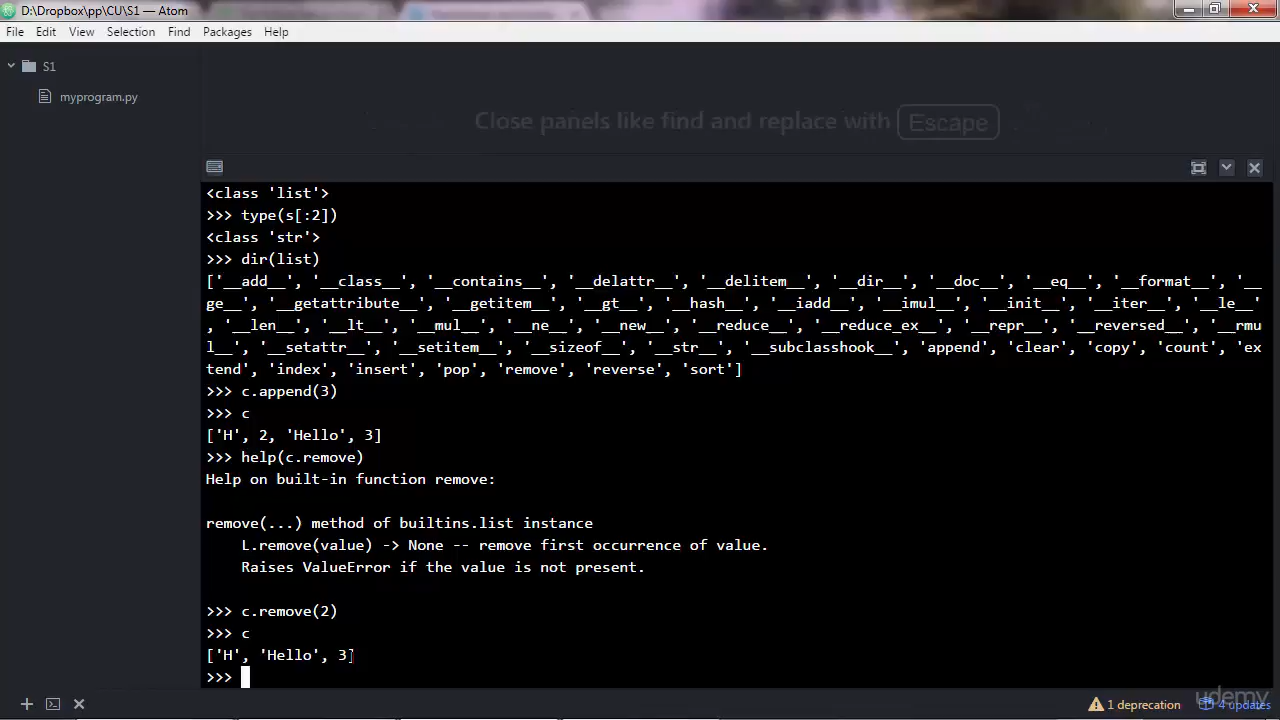 D:\Dropbox\pp\CU\S1 — Atom
File Edit View Selection Find Packages Help
S1
myprogram.py
Close panels like find and replace with Escape
<class 'list'>
>>> type(s[:2])
<class 'str'>
>>> dir(list)
['__add__', '__class__', '__contains__', '__delattr__', '__delitem__', '__dir__', '__doc__', '__eq__', '__format__', '__
ge__', '__getattribute__', '__getitem__', '__gt__', '__hash__', '__iadd__', '__imul__', '__init__', '__iter__', '__le__'
, '__len__', '__lt__', '__mul__', '__ne__', '__new__', '__reduce__', '__reduce_ex__', '__repr__', '__reversed__', '__rmu
l__', '__setattr__', '__setitem__', '__sizeof__', '__str__', '__subclasshook__', 'append', 'clear', 'copy', 'count', 'ex
tend', 'index', 'insert', 'pop', 'remove', 'reverse', 'sort']
>>> c.append(3)
>>> c
['H', 2, 'Hello', 3]
>>> help(c.remove)
Help on built-in function remove:
remove(...) method of builtins.list instance
L.remove(value) -> None -- remove first occurrence of value.
Raises ValueError if the value is not present.
>>> c.remove(2)
>>> c
['H', 'Hello', 3]
>>>
1 deprecation
4 updates
udemy